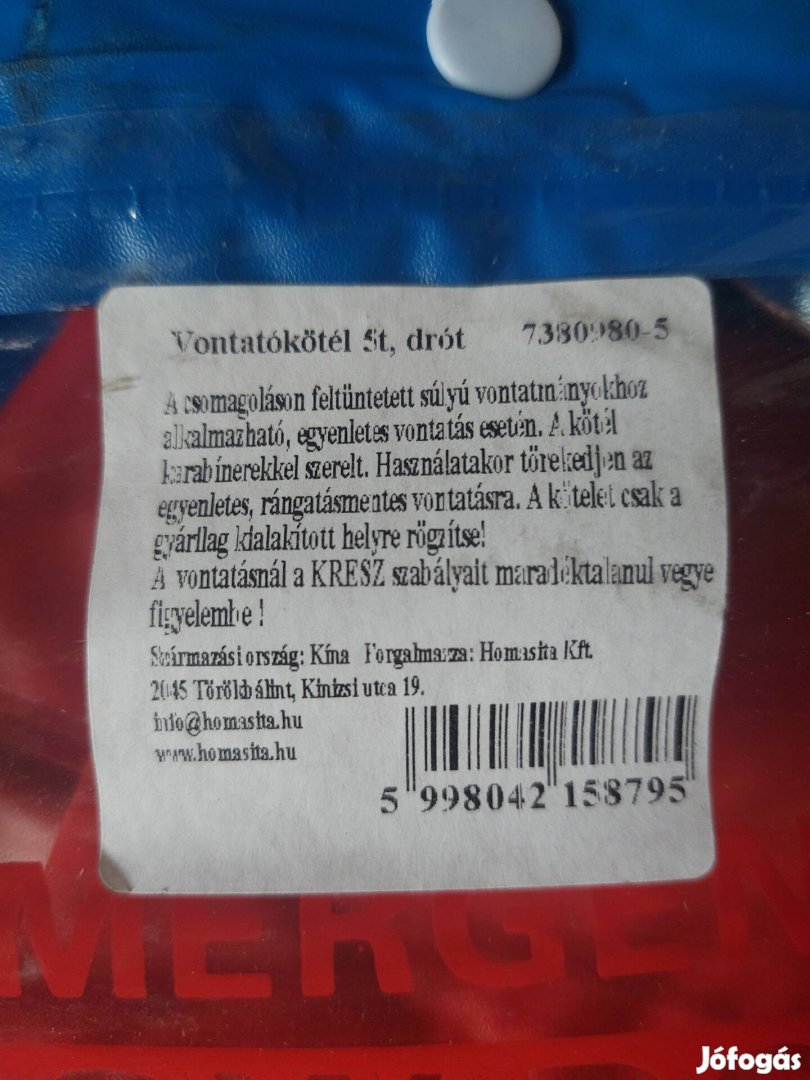 Vontatókötél 5t, drót 7380980-5
A csomagoláson feltüntetett súlyú vontatmányokhoz
alkalmazható, egyenletes vontatás esetén. A kötél
karabínerekkel szerelt. Használatakor törekedjen az
egyenletes, rángatásmentes vontatásra. A kötelet csak a
gyárilag kialakított helyre rögzítse!
A vontatásnál a KRESZ szabályait maradéktalanul vegye
figyelembe !
Származási ország: Kína Forgalmazza: Homasita Kft.
2045 Törökbálint, Kinizsi utca 19.
info@homasita.hu
www.homasita.hu
5 998042 158795
MERGEN
Jófogás